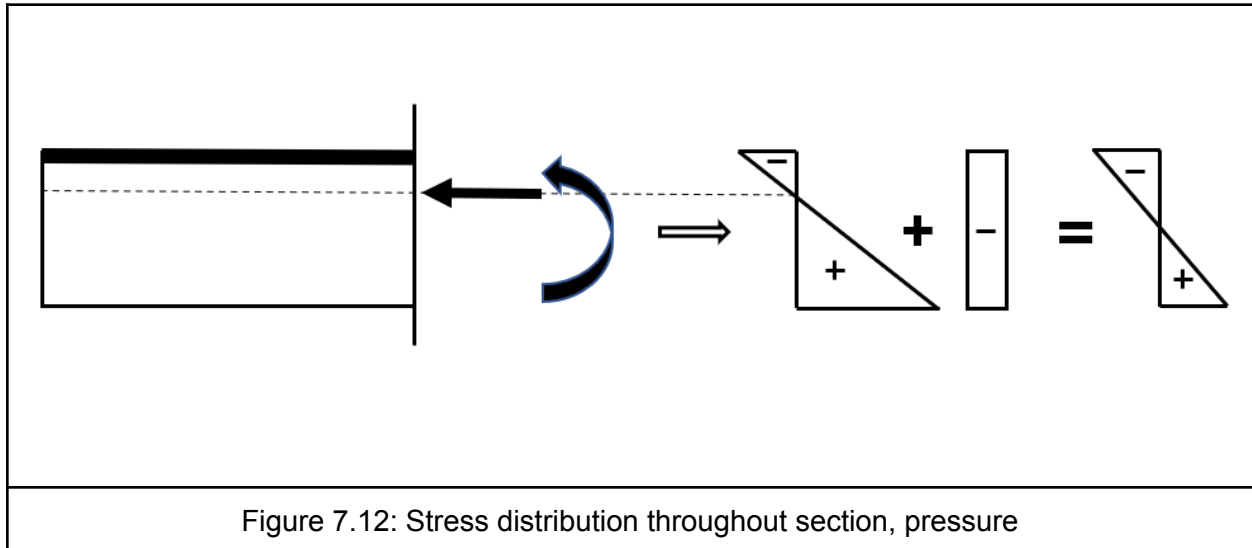 − + + − = − +
Figure 7.12: Stress distribution throughout section, pressure